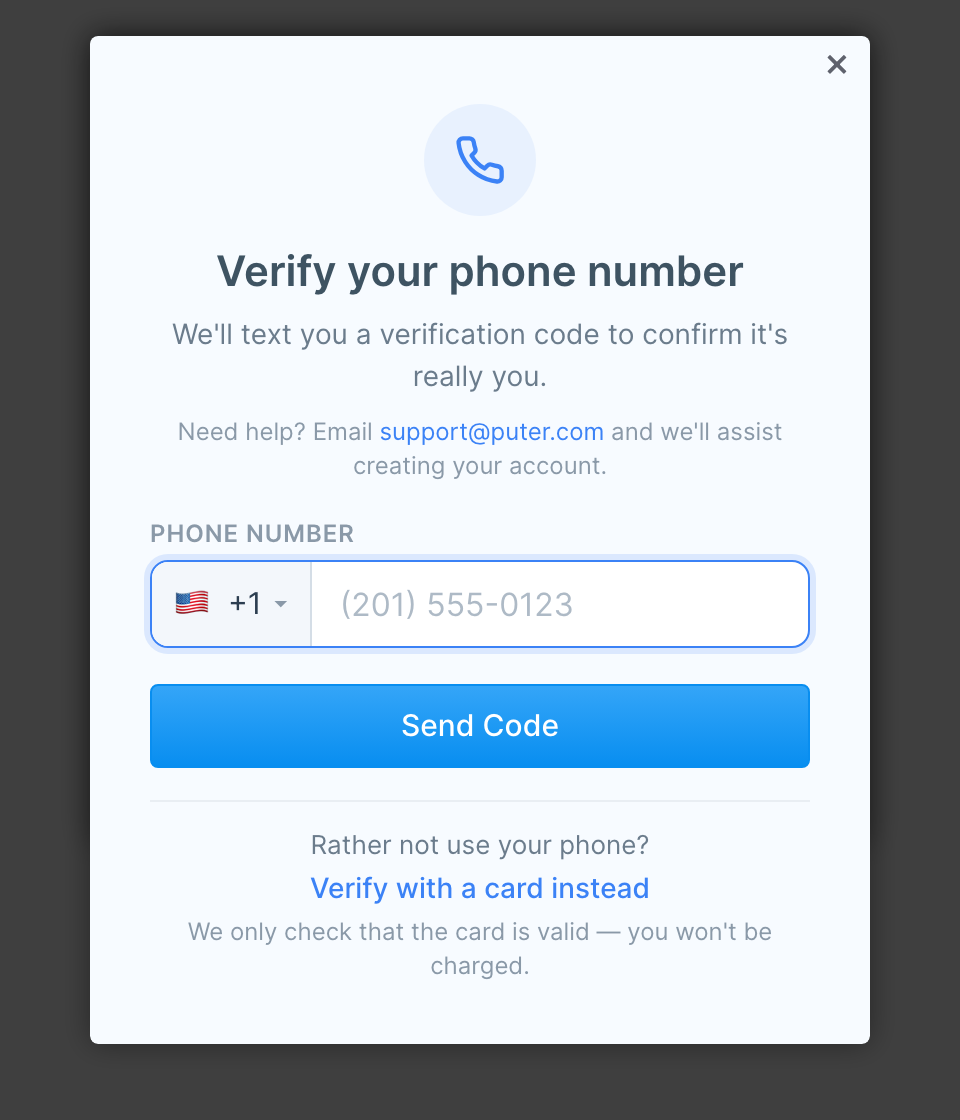 Verify your phone number
We'll text you a verification code to confirm it's
really you.
Need help? Email support@puter.com and we'll assist
creating your account.
PHONE NUMBER
+1 (201) 555-0123
Send Code
Rather not use your phone?
Verify with a card instead
We only check that the card is valid — you won't be
charged.